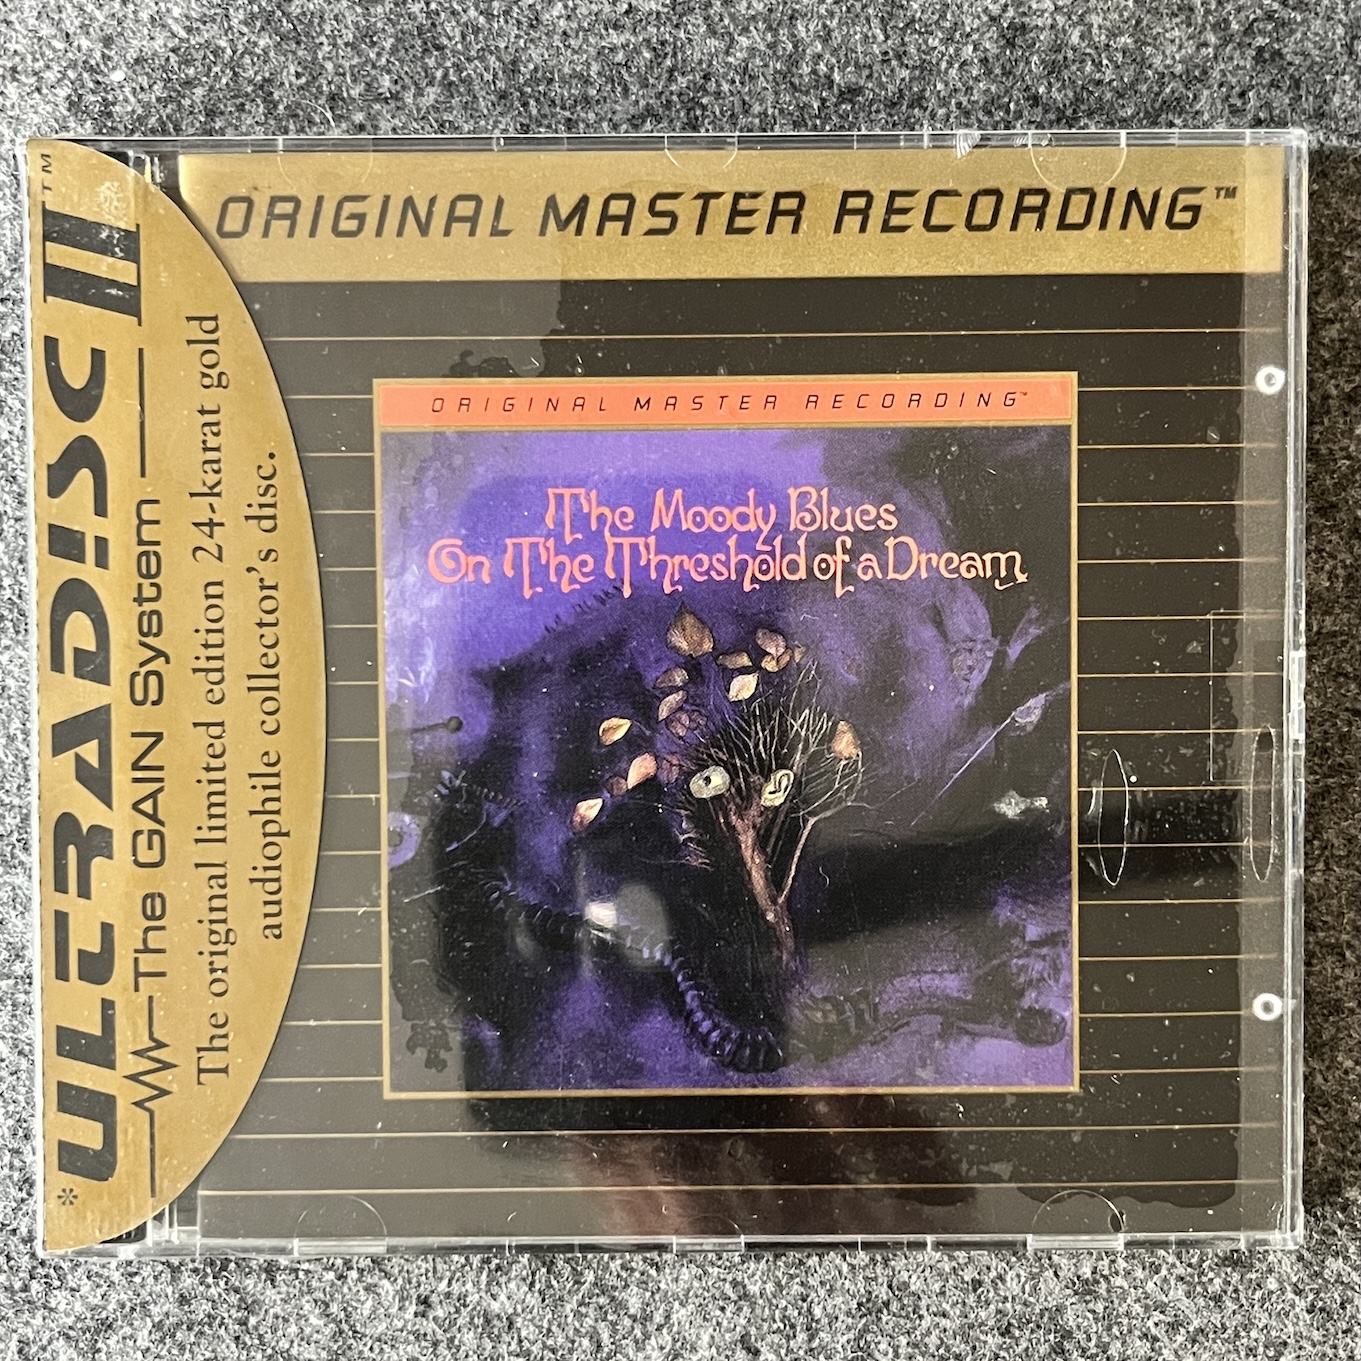 ORIGINAL MASTER RECORDING™
ULTRADISC II™
The GAIN System
The original limited edition 24-karat gold
audiophile collector's disc.
*
ORIGINAL MASTER RECORDING™
The Moody Blues
On The Threshold of a Dream